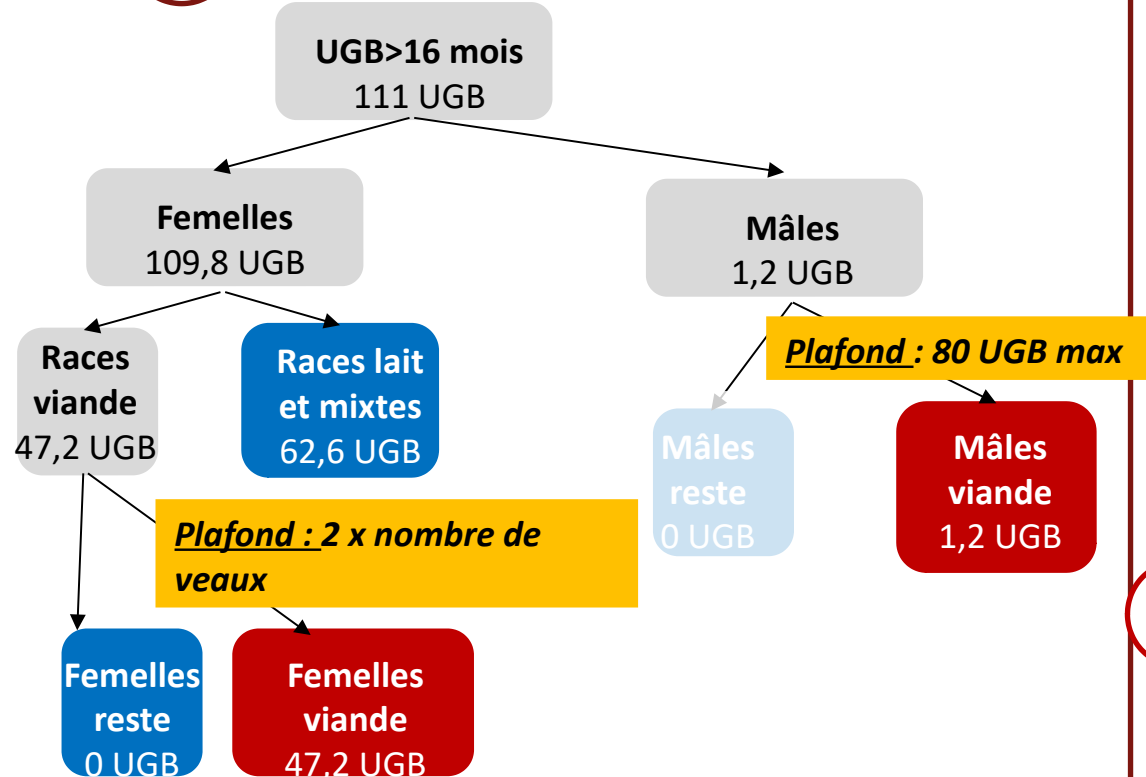 UGB>16 mois
111 UGB
Femelles
109,8 UGB
Mâles
1,2 UGB
Races
viande
47,2 UGB
Races lait
et mixtes
62,6 UGB
Plafond : 80 UGB max
Mâles
reste
0 UGB
Mâles
viande
1,2 UGB
Plafond : 2 x nombre de
veaux
Femelles
reste
0 UGB
Femelles
viande
47,2 UGB